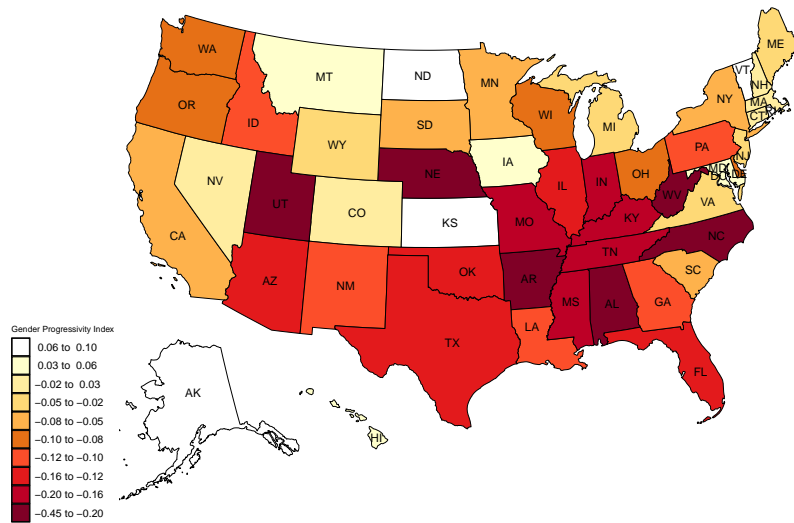 WA
MT
ND
MN
ME
VT
NH
OR
ID
SD
WI
NY
MA
CT
WY
MI
PA
NV
NE
IA
NJ
UT
CO
IL
IN
OH
MD
DE
DC
WV
VA
CA
KS
MO
KY
AZ
NM
OK
AR
TN
NC
SC
TX
LA
MS
AL
GA
FL
AK
HI
Gender Progressivity Index
0.06 to 0.10
0.03 to 0.06
−0.02 to 0.03
−0.05 to −0.02
−0.08 to −0.05
−0.10 to −0.08
−0.12 to −0.10
−0.16 to −0.12
−0.20 to −0.16
−0.45 to −0.20